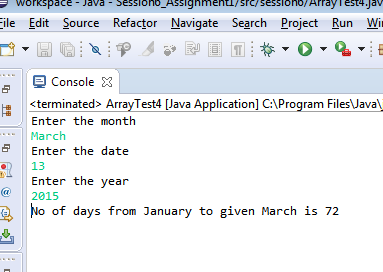 workspace - Java - Session6_Assignment1/src/session6/ArrayTest4.jav
File Edit Source Refactor Navigate Search Project Run Wi
Console
<terminated> ArrayTest4 [Java Application] C:\Program Files\Java\
Enter the month
March
Enter the date
13
Enter the year
2015
No of days from January to given March is 72